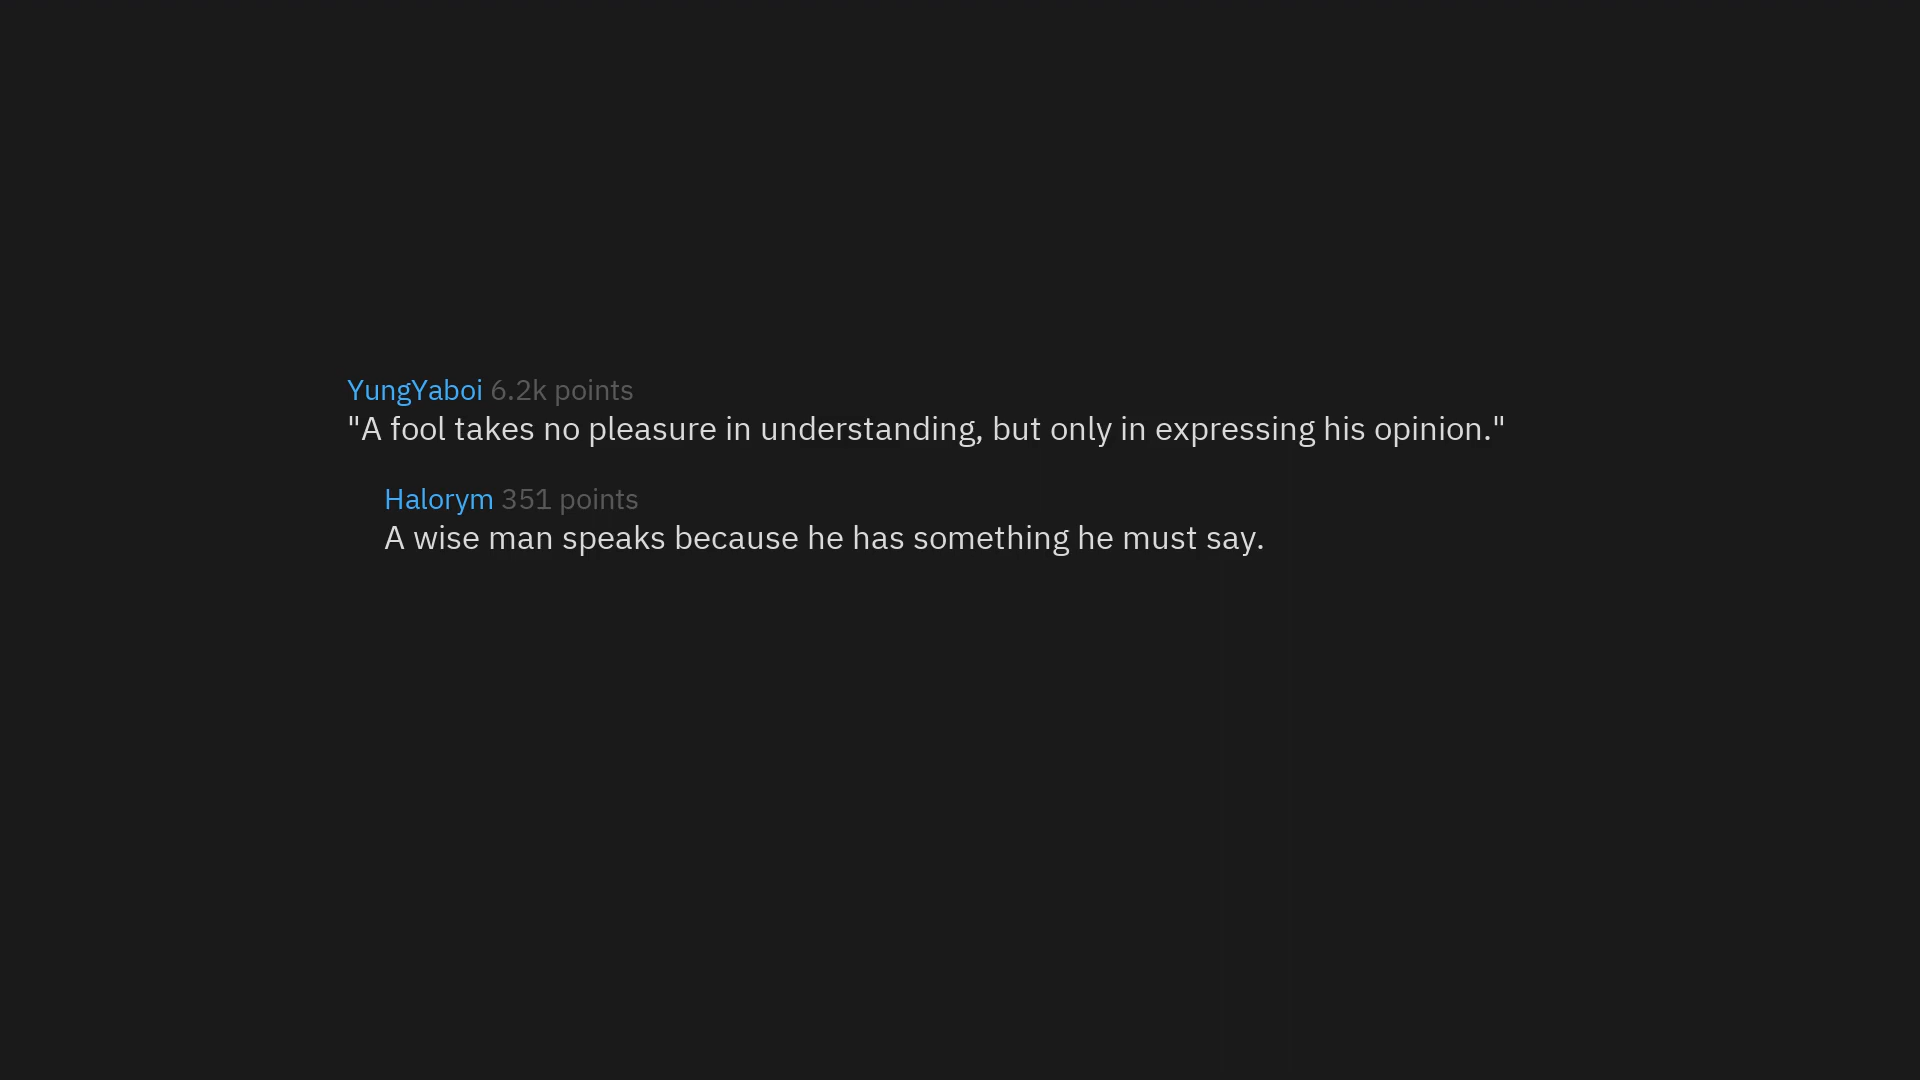 YungYaboi 6.2k points
"A fool takes no pleasure in understanding, but only in expressing his opinion."
Halorym 351 points
A wise man speaks because he has something he must say.